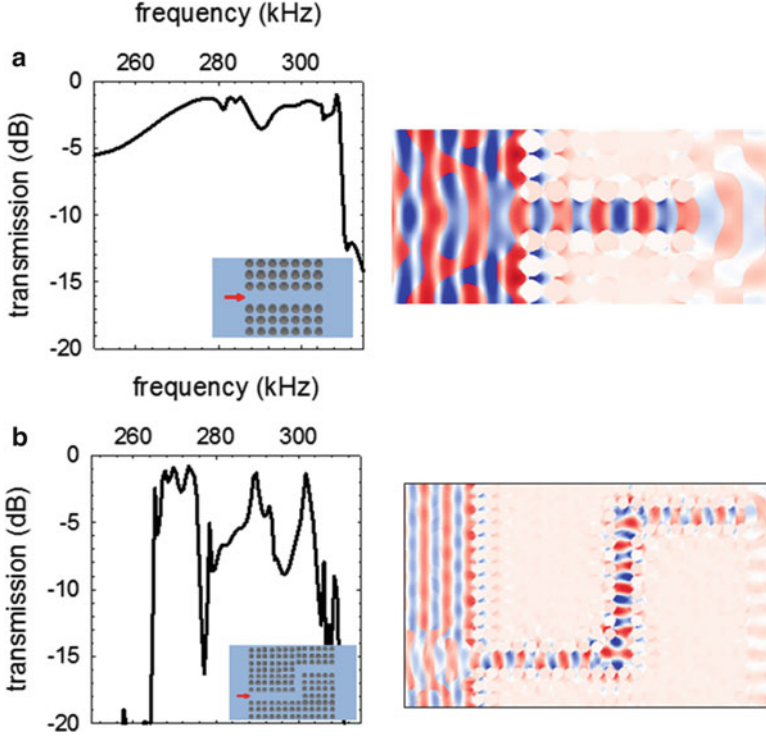 frequency (kHz)
a
260 280 300
0
-5
-10
-15
-20
transmission (dB)
frequency (kHz)
b
260 280 300
0
-5
-10
-15
-20
transmission (dB)